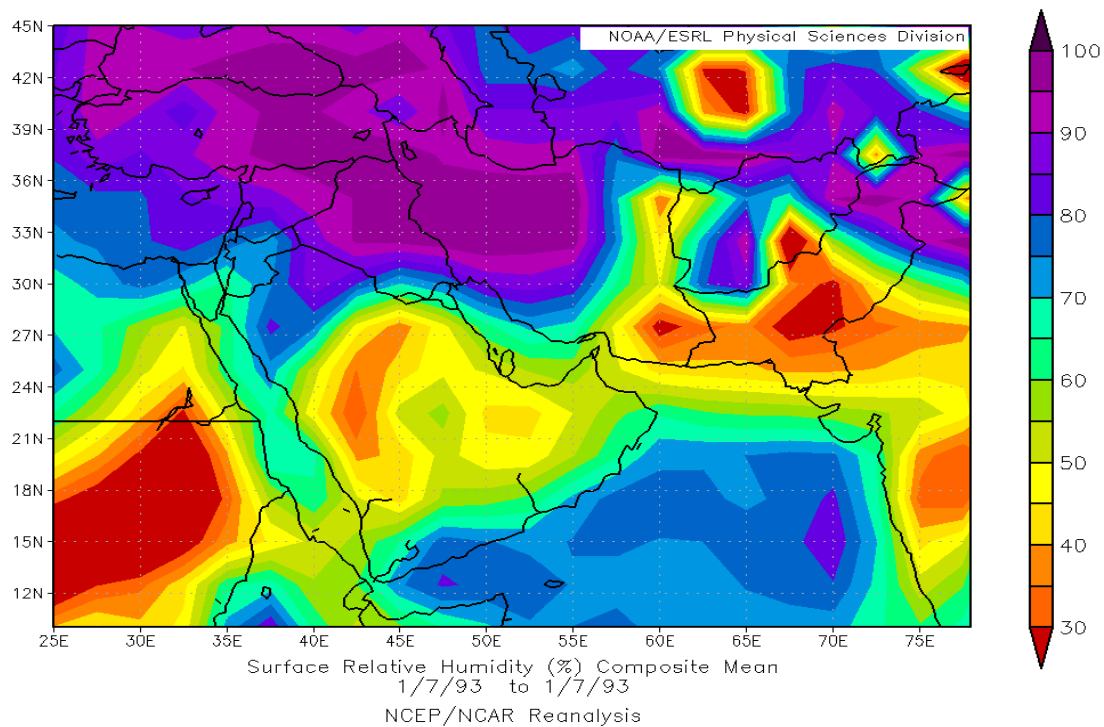 NOAA/ESRL Physical Sciences Division
45N
42N
39N
36N
33N
30N
27N
24N
21N
18N
15N
12N
25E 30E 35E 40E 45E 50E 55E 60E 65E 70E 75E
100
90
80
70
60
50
40
30
Surface Relative Humidity (%) Composite Mean
1/7/93 to 1/7/93
NCEP/NCAR Reanalysis